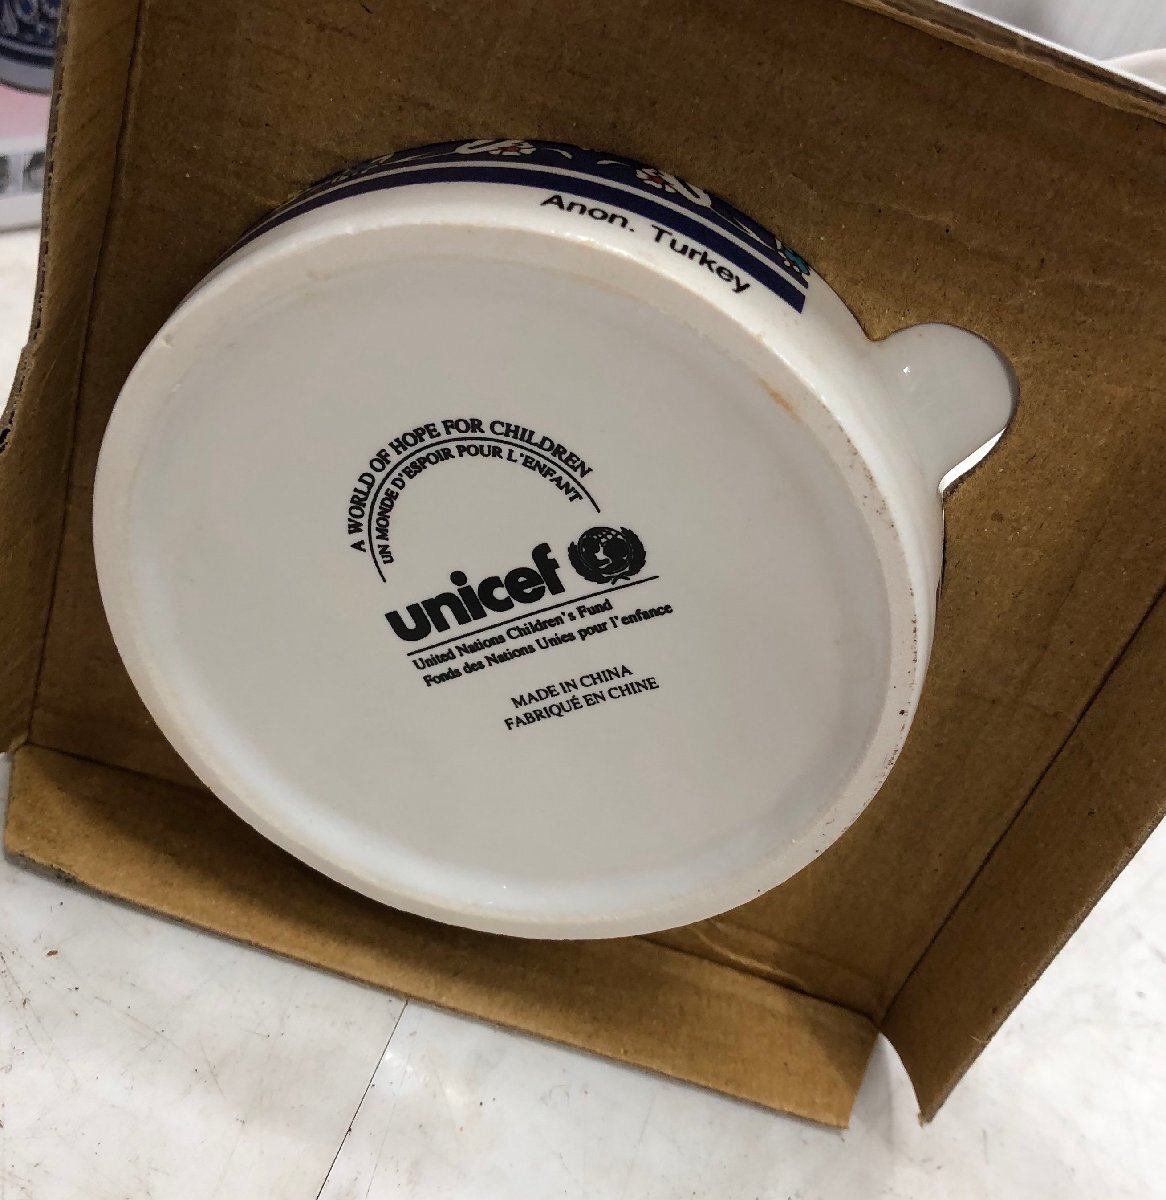 Anon. Turkey
A WORLD OF HOPE FOR CHILDREN
UN MONDE D'ESPOIR POUR L'ENFANT
unicef
United Nations Children's Fund
Fonds des Nations Unies pour l'enfance
MADE IN CHINA
FABRIQUÉ EN CHINE